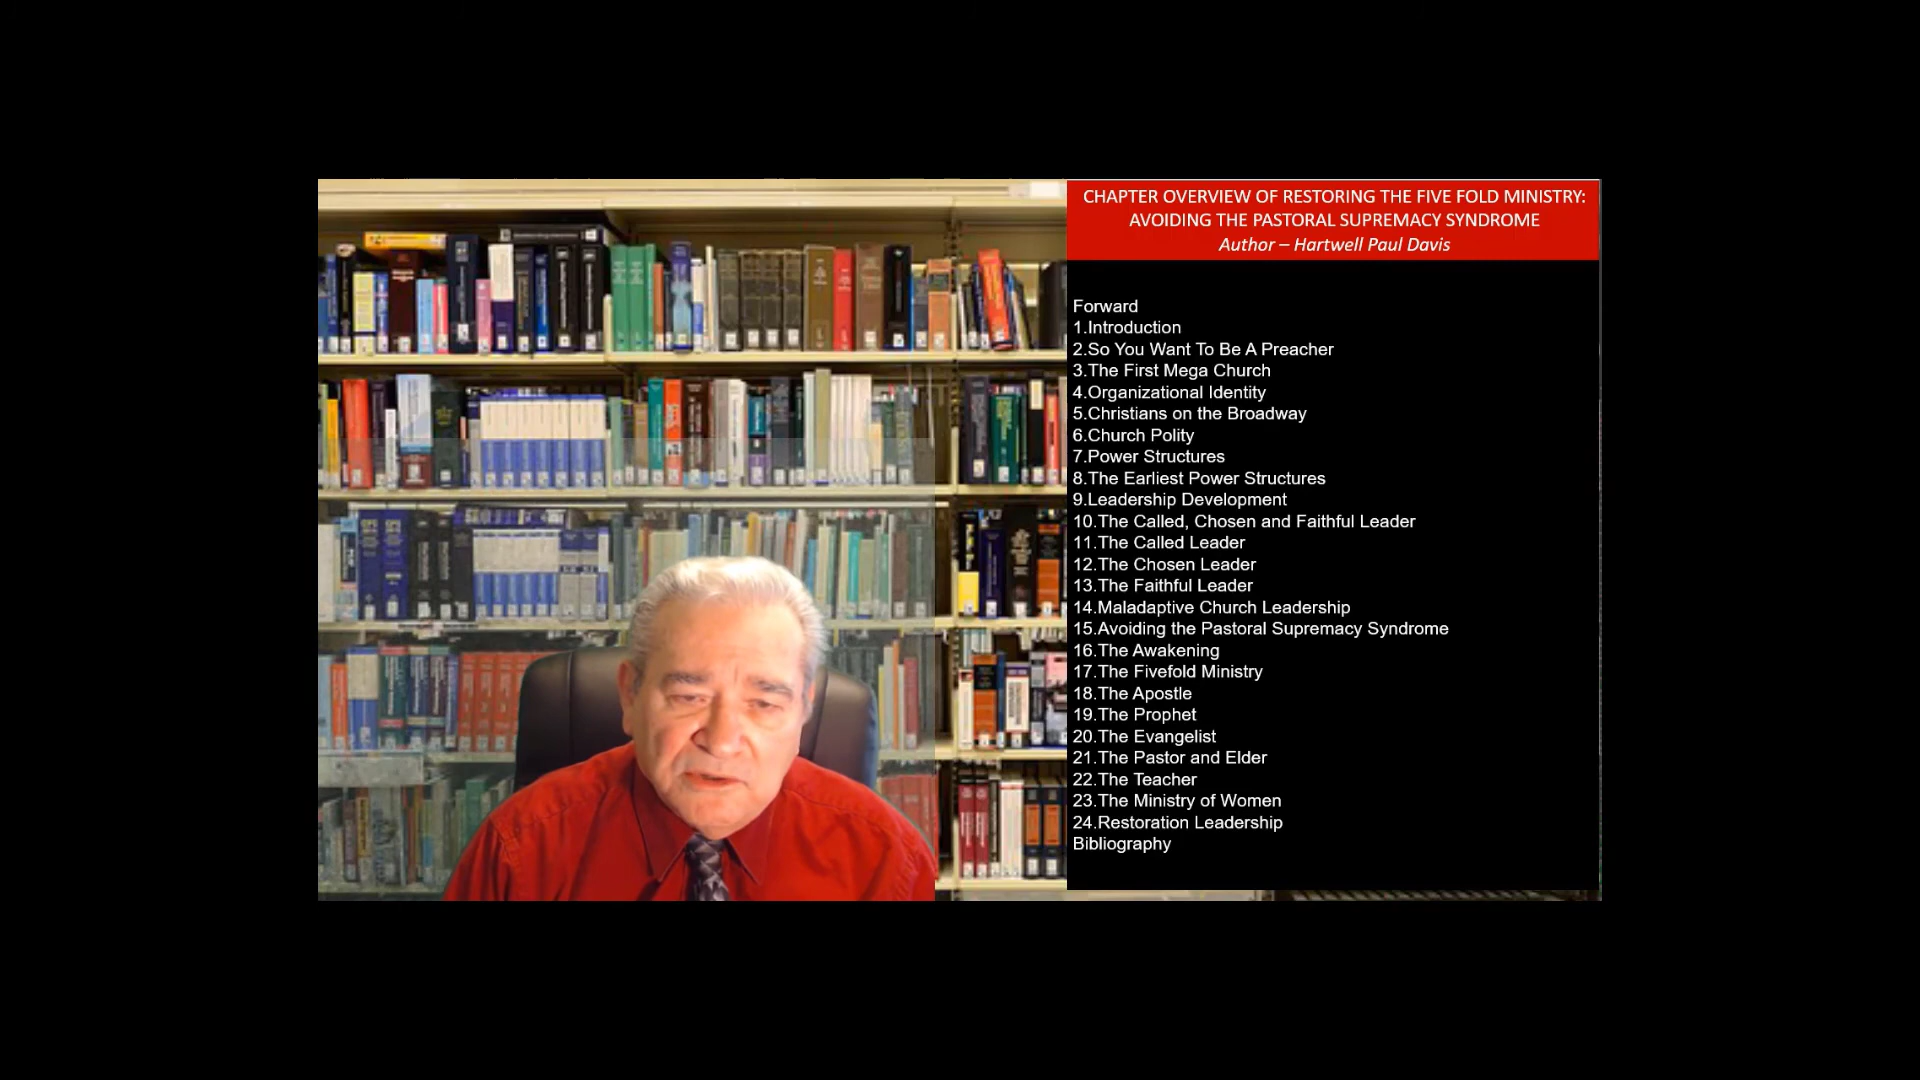 CHAPTER OVERVIEW OF RESTORING THE FIVE FOLD MINISTRY:
AVOIDING THE PASTORAL SUPREMACY SYNDROME
Author – Hartwell Paul Davis
Forward
1.Introduction
2.So You Want To Be A Preacher
3.The First Mega Church
4.Organizational Identity
5.Christians on the Broadway
6.Church Polity
7.Power Structures
8.The Earliest Power Structures
9.Leadership Development
10.The Called, Chosen and Faithful Leader
11.The Called Leader
12.The Chosen Leader
13.The Faithful Leader
14.Maladaptive Church Leadership
15.Avoiding the Pastoral Supremacy Syndrome
16.The Awakening
17.The Fivefold Ministry
18.The Apostle
19.The Prophet
20.The Evangelist
21.The Pastor and Elder
22.The Teacher
23.The Ministry of Women
24.Restoration Leadership
Bibliography